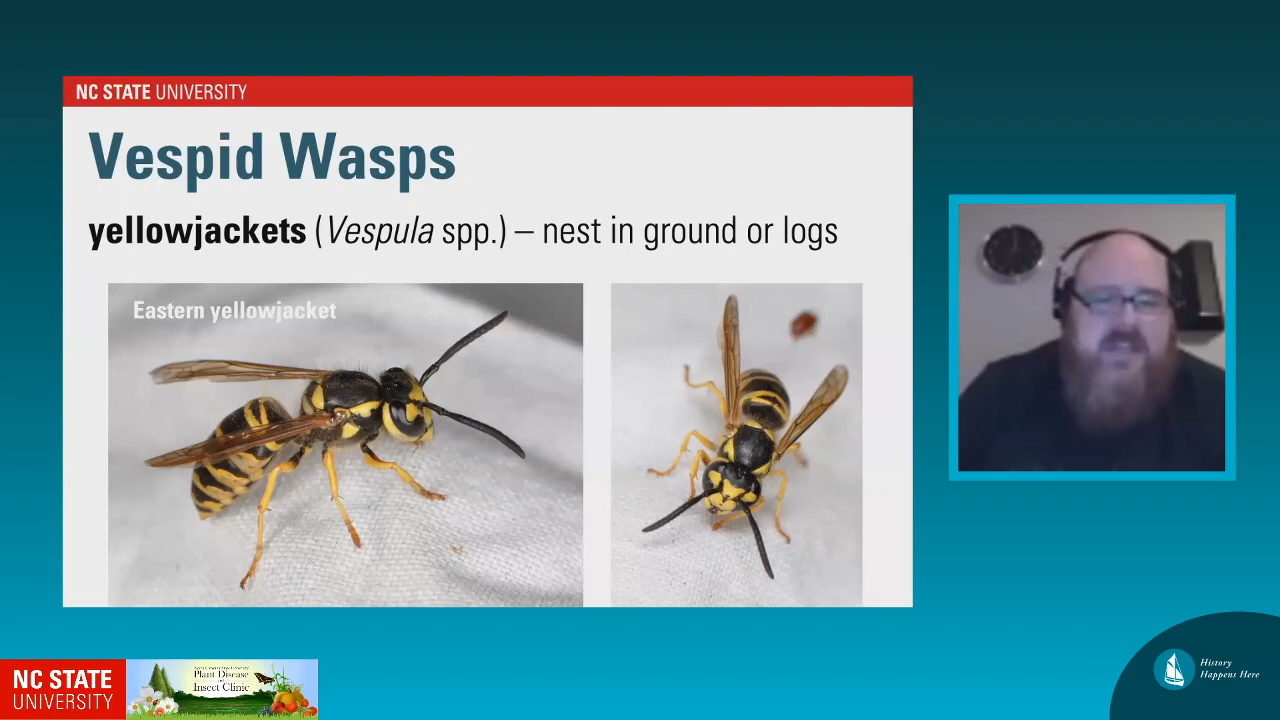 NC STATE UNIVERSITY
Vespid Wasps
yellowjackets (Vespula spp.) – nest in ground or logs
Eastern yellowjacket
NC STATE
UNIVERSITY
Plant Disease
and
Insect Clinic
History
Happens Here